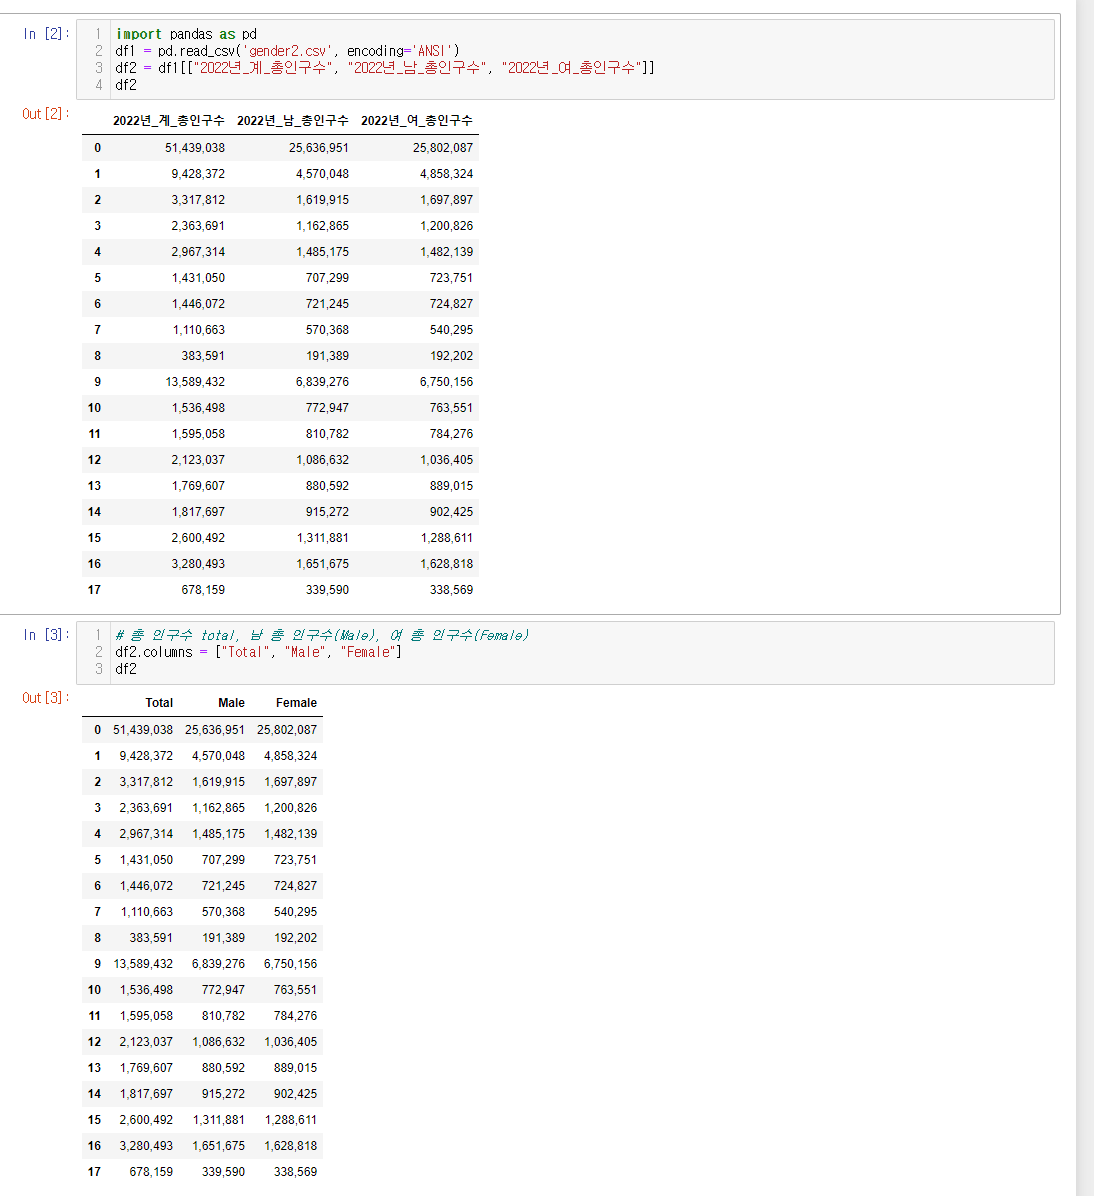 In [2]:
1 import pandas as pd
2 df1 = pd.read_csv('gender2.csv', encoding='ANSI')
3 df2 = df1[["2022년_계_총인구수", "2022년_남_총인구수", "2022년_여_총인구수"]]
4 df2
Out[2]:
2022년_계_총인구수 2022년_남_총인구수 2022년_여_총인구수
0 51,439,038 25,636,951 25,802,087
1 9,428,372 4,570,048 4,858,324
2 3,317,812 1,619,915 1,697,897
3 2,363,691 1,162,865 1,200,826
4 2,967,314 1,485,175 1,482,139
5 1,431,050 707,299 723,751
6 1,446,072 721,245 724,827
7 1,110,663 570,368 540,295
8 383,591 191,389 192,202
9 13,589,432 6,839,276 6,750,156
10 1,536,498 772,947 763,551
11 1,595,058 810,782 784,276
12 2,123,037 1,086,632 1,036,405
13 1,769,607 880,592 889,015
14 1,817,697 915,272 902,425
15 2,600,492 1,311,881 1,288,611
16 3,280,493 1,651,675 1,628,818
17 678,159 339,590 338,569
In [3]:
1 # 총 인구수 total, 남 총 인구수(Male), 여 총 인구수(Female)
2 df2.columns = ["Total", "Male", "Female"]
3 df2
Out[3]:
Total Male Female
0 51,439,038 25,636,951 25,802,087
1 9,428,372 4,570,048 4,858,324
2 3,317,812 1,619,915 1,697,897
3 2,363,691 1,162,865 1,200,826
4 2,967,314 1,485,175 1,482,139
5 1,431,050 707,299 723,751
6 1,446,072 721,245 724,827
7 1,110,663 570,368 540,295
8 383,591 191,389 192,202
9 13,589,432 6,839,276 6,750,156
10 1,536,498 772,947 763,551
11 1,595,058 810,782 784,276
12 2,123,037 1,086,632 1,036,405
13 1,769,607 880,592 889,015
14 1,817,697 915,272 902,425
15 2,600,492 1,311,881 1,288,611
16 3,280,493 1,651,675 1,628,818
17 678,159 339,590 338,569